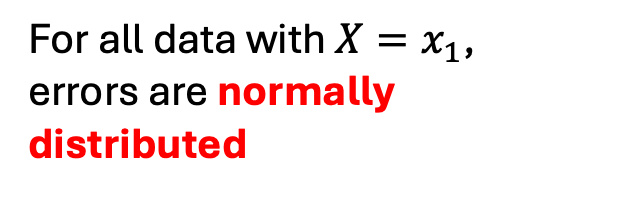 For all data with X = x₁,
errors are normally
distributed